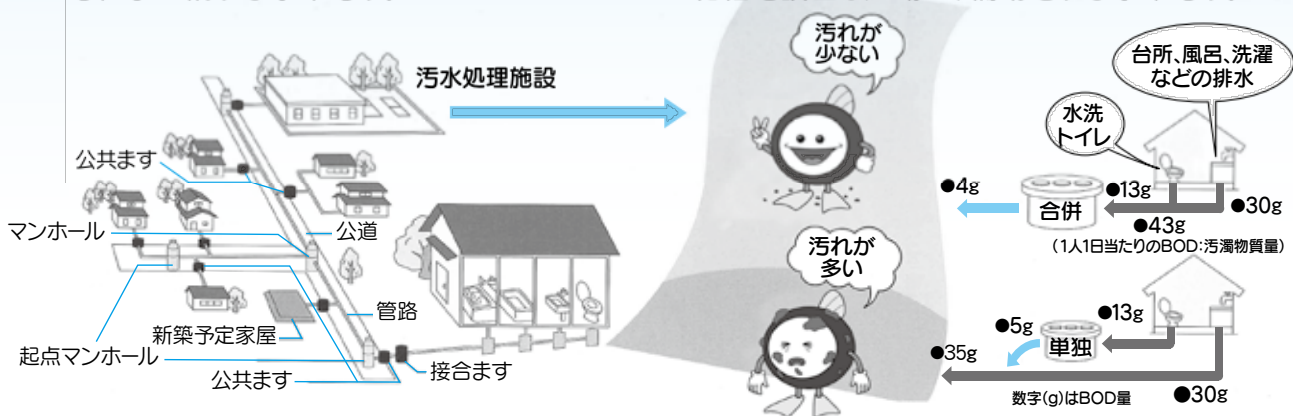 汚水処理施設
公共ます
マンホール
公道
新築予定家屋
管路
起点マンホール
公共ます
接合ます
汚れが
少ない
汚れが
多い
台所、風呂、洗濯
などの排水
水洗
トイレ
●4g
合併
●13g
●30g
●43g
(1人1日当たりのBOD:汚濁物質量)
●13g
●5g
単独
●35g
●30g
数字(g)はBOD量